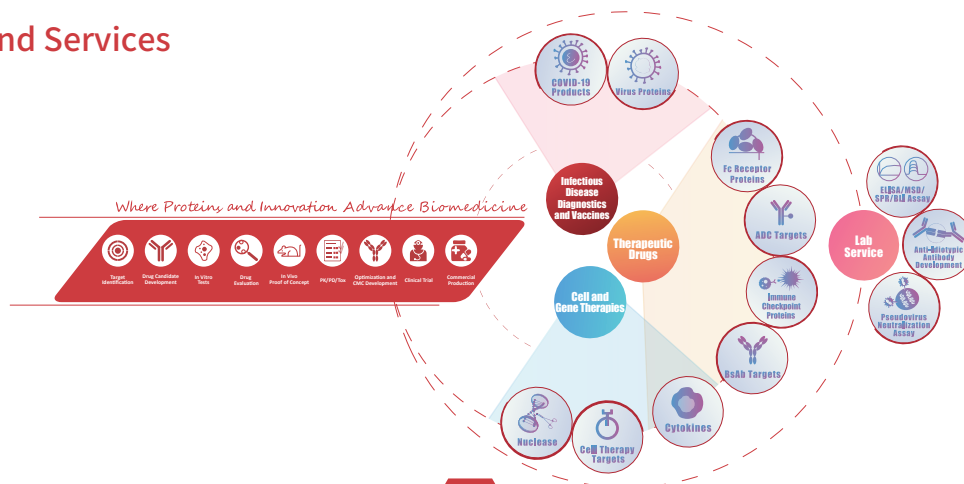 nd Services
COVID-19
Products
Virus Proteins
Infectious
Disease
Diagnostics
and Vaccines
Therapeutic
Drugs
Cell and
Gene Therapies
Fc Receptor
Proteins
ADC Targets
Immune
Checkpoint
Proteins
BsAb Targets
Cytokines
Cell Therapy
Targets
Nuclease
Lab
Service
ELISA/MSD/
SPR/BLI Assay
Anti-idiotypic
Antibody
Development
Pseudovirus
Neutralization
Assay
Where Proteins and Innovation Advance Biomedicine
Target
Identification
Drug Candidate
Development
In Vitro
Tests
Drug
Evaluation
In Vivo
Proof of Concept
PK/PD/Tox
Optimization and
CMC Development
Clinical Trial
Commercial
Production